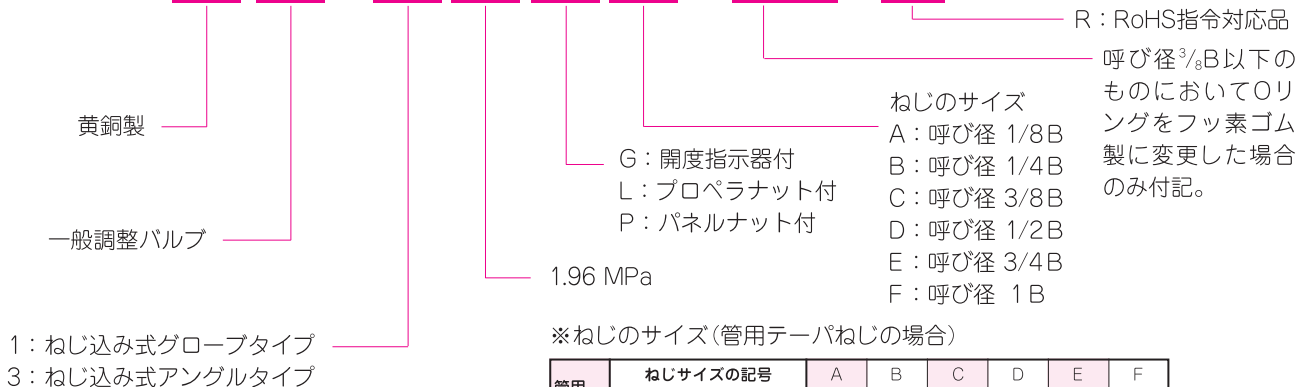 R：RoHS指令対応品
呼び径3/8B以下の
ものにおいてOリ
ングをフッ素ゴム
製に変更した場合
のみ付記。
ねじのサイズ
A：呼び径 1/8B
B：呼び径 1/4B
C：呼び径 3/8B
D：呼び径 1/2B
E：呼び径 3/4B
F：呼び径 1B
G：開度指示器付
L：プロペラナット付
P：パネルナット付
1.96 MPa
黄銅製
一般調整バルブ
1：ねじ込み式グローブタイプ
3：ねじ込み式アングルタイプ
※ねじのサイズ(管用テーパねじの場合)
管用 ねじサイズの記号 A B C D E F